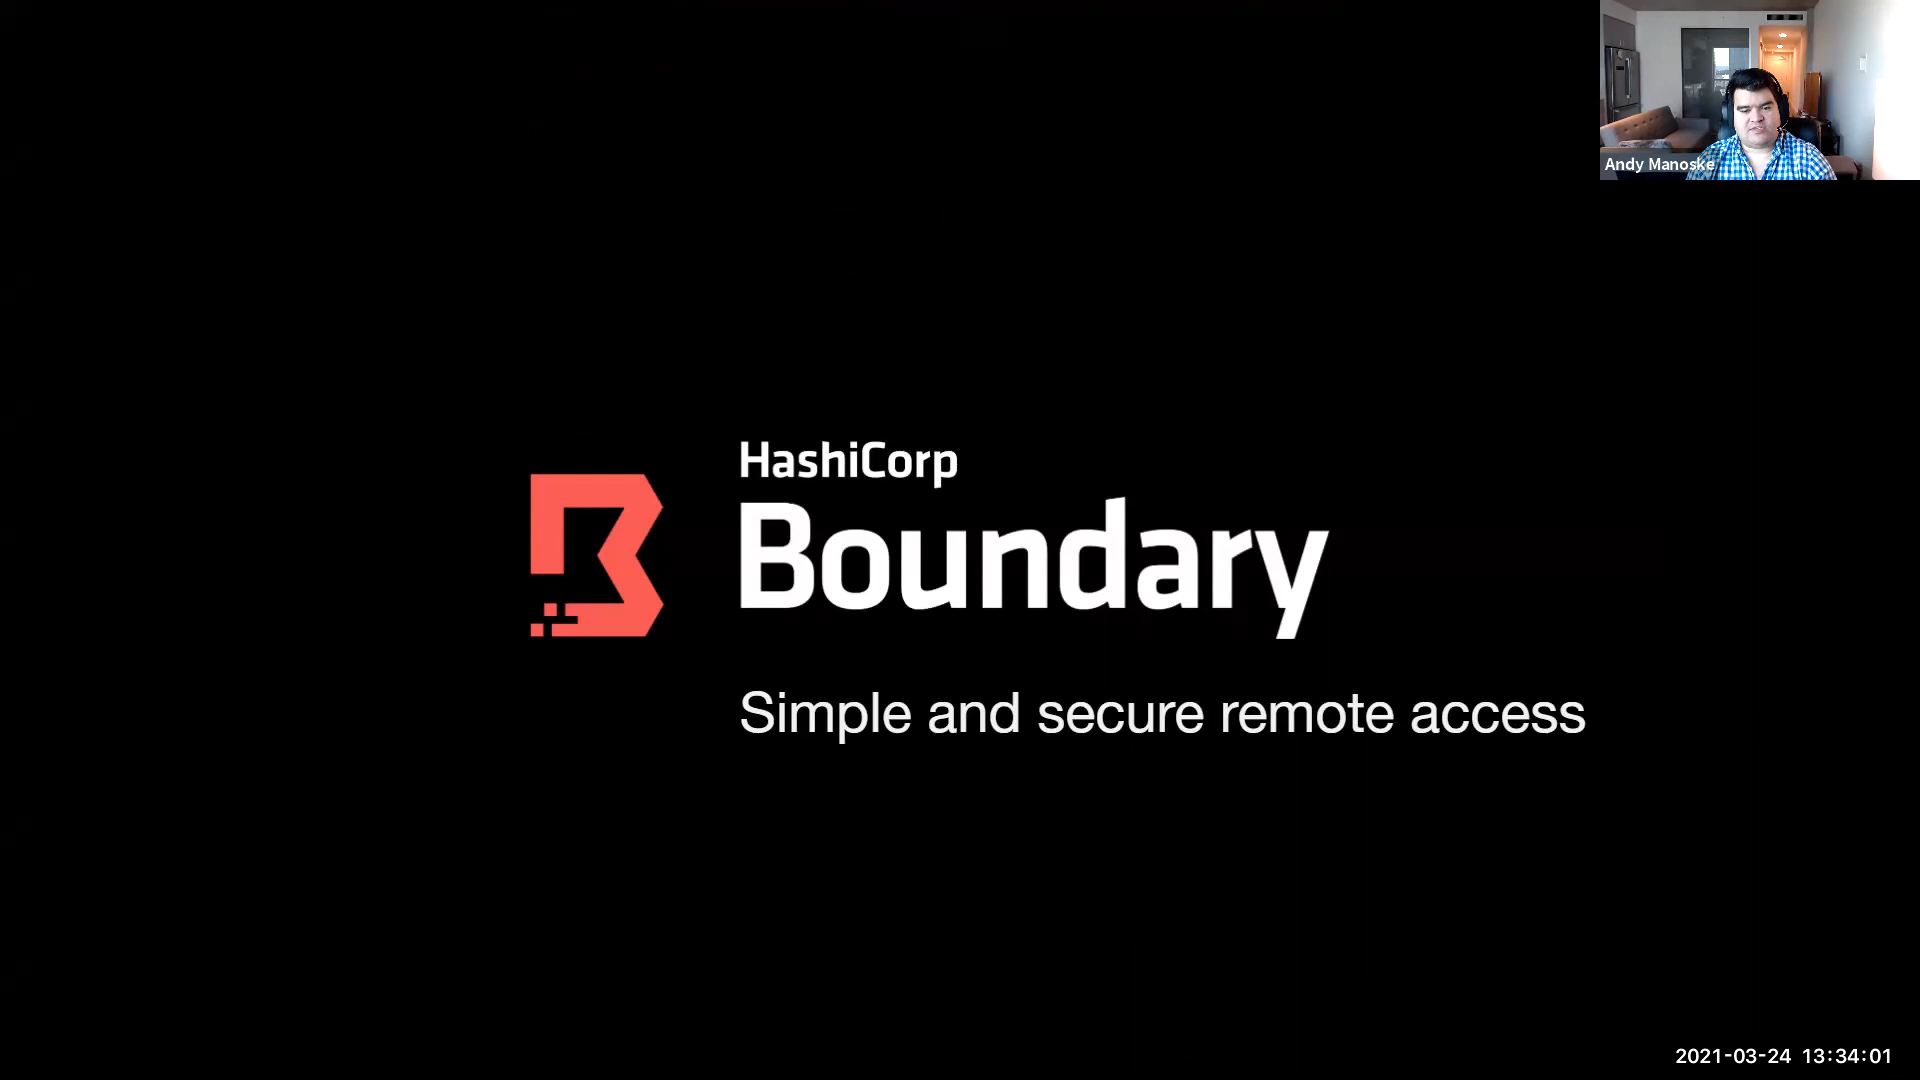 Andy Manoske
HashiCorp
Boundary
Simple and secure remote access
2021-03-24 13:34:01